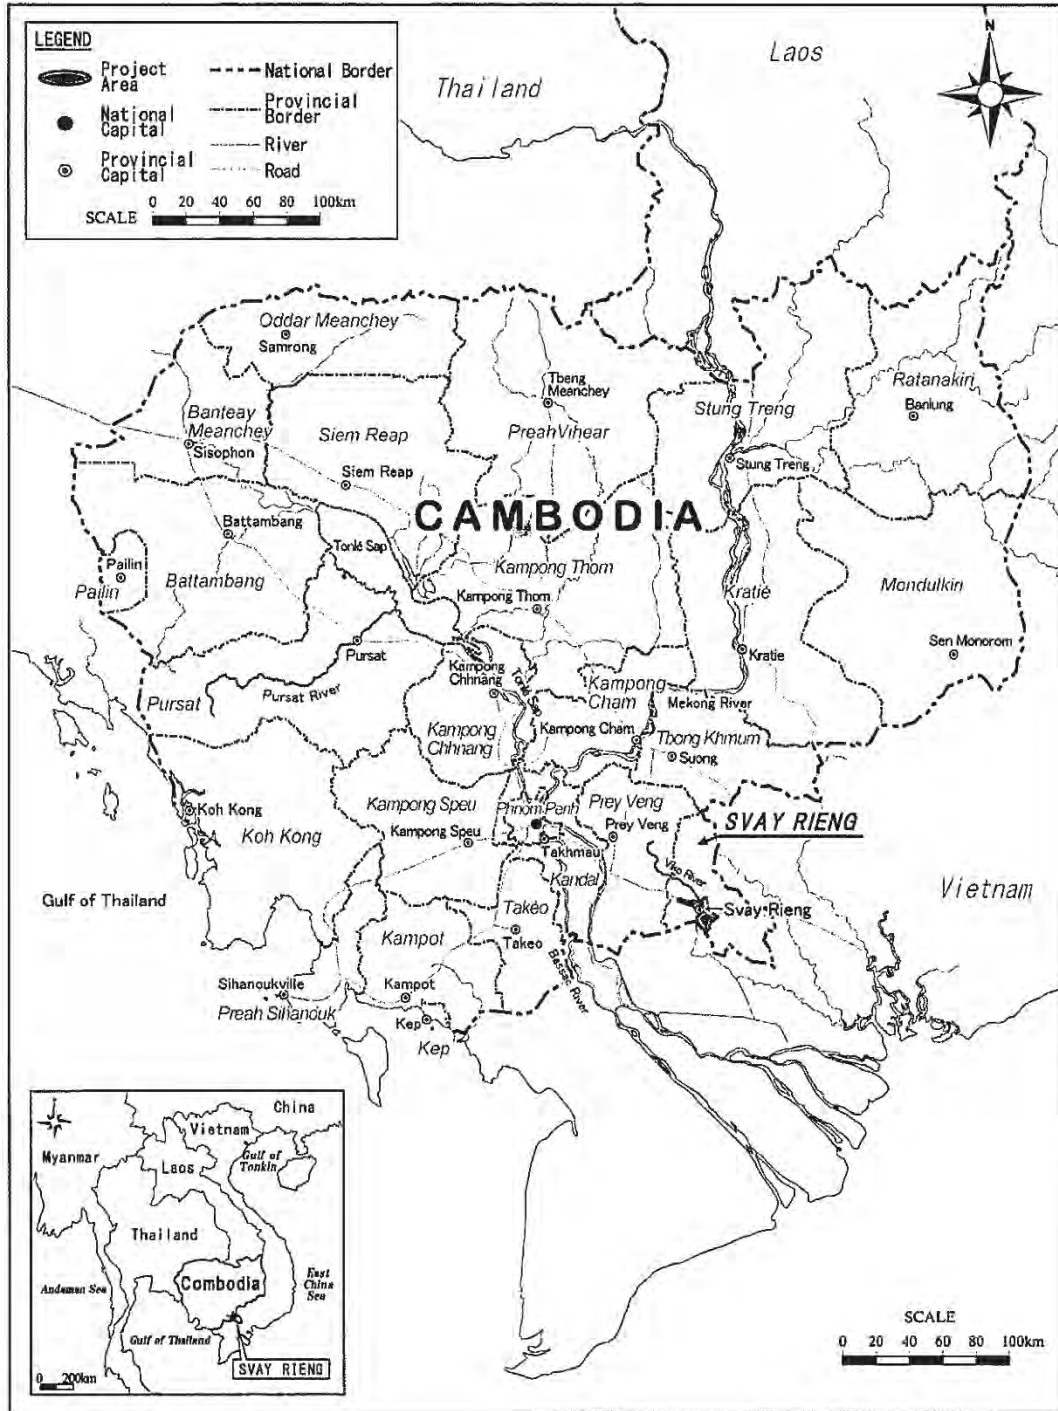 LEGEND
Project
Area
National
Capital
Provincial
Capital
National Border
Provincial
Border
River
Road
0 20 40 60 80 100km
SCALE
N
Laos
Thailand
Oddar Meanchey
Samrong
Tbeng
Meanchey
Ratanakiri
Banlung
Stung Treng
Banteay
Meanchey
Siem Reap
PreahVihear
Sisophon
Siem Reap
Stung Treng
CAMBODIA
Battambang
Tonlé Sap
Pailin
Pailin
Battambang
Kampong Thom
Kampong Thom
Kratie
Mondulkiri
Pursat
Kratie
Sen Monorom
Kampong
Chhnang
Tonlé Sap
Kampong
Cham
Pursat
Pursat River
Mekong River
Kampong
Chhnang
Kampong Cham
Tbong Khmum
Suong
Koh Kong
Koh Kong
Kampong Speu
Kampong Speu
Phnom Penh
Prey Veng
Prey Veng
SVAY RIENG
Takhmau
Kandal
Viko River
Vietnam
Gulf of Thailand
Svay Rieng
Takéo
Takeo
Kampot
Bassac River
Sihanoukville
Kampot
Preah Sihanouk
Kep
Kep
China
Vietnam
Gulf of
Tonkin
Myanmar
Laos
Thailand
Combodia
East
China
Sea
Andaman Sea
Gulf of Thailand
SVAY RIENG
0 200km
SCALE
0 20 40 60 80 100km